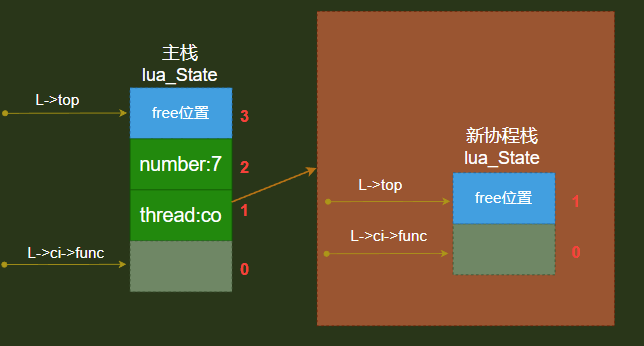 主栈
lua_State
L->top
free位置
3
number:7
2
thread:co
1
L->ci->func
0
新协程栈
lua_State
L->top
free位置
1
L->ci->func
0